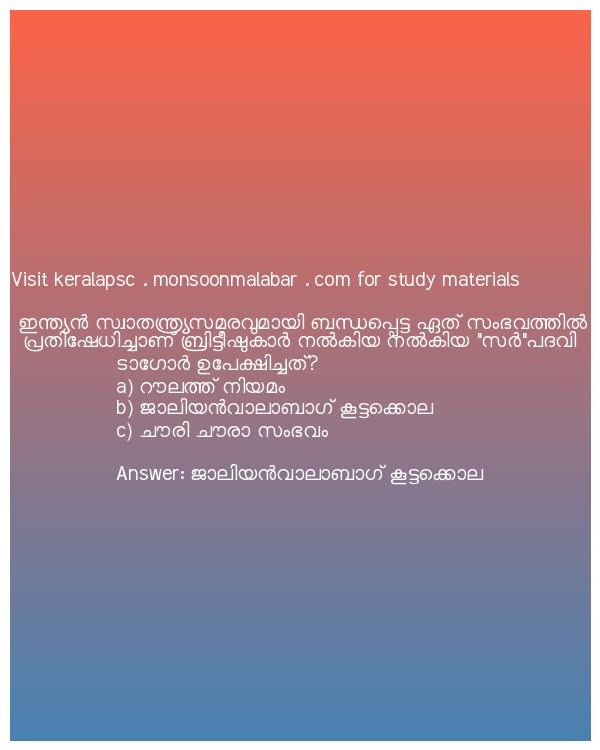 Visit keralapsc . monsoonmalabar . com for study materials
ഇന്ത്യൻ സ്വാതന്ത്ര്യസമരവുമായി ബന്ധപ്പെട്ട ഏത് സംഭവത്തിൽ
പ്രതിഷേധിച്ചാണ് ബ്രിട്ടീഷുകാർ നൽകിയ നൽകിയ "സർ"പദവി
ടാഗോർ ഉപേക്ഷിച്ചത്?
a) റൗലത്ത് നിയമം
b) ജാലിയൻവാലാബാഗ് കൂട്ടക്കൊല
c) ചൗരി ചൗരാ സംഭവം
Answer: ജാലിയൻവാലാബാഗ് കൂട്ടക്കൊല